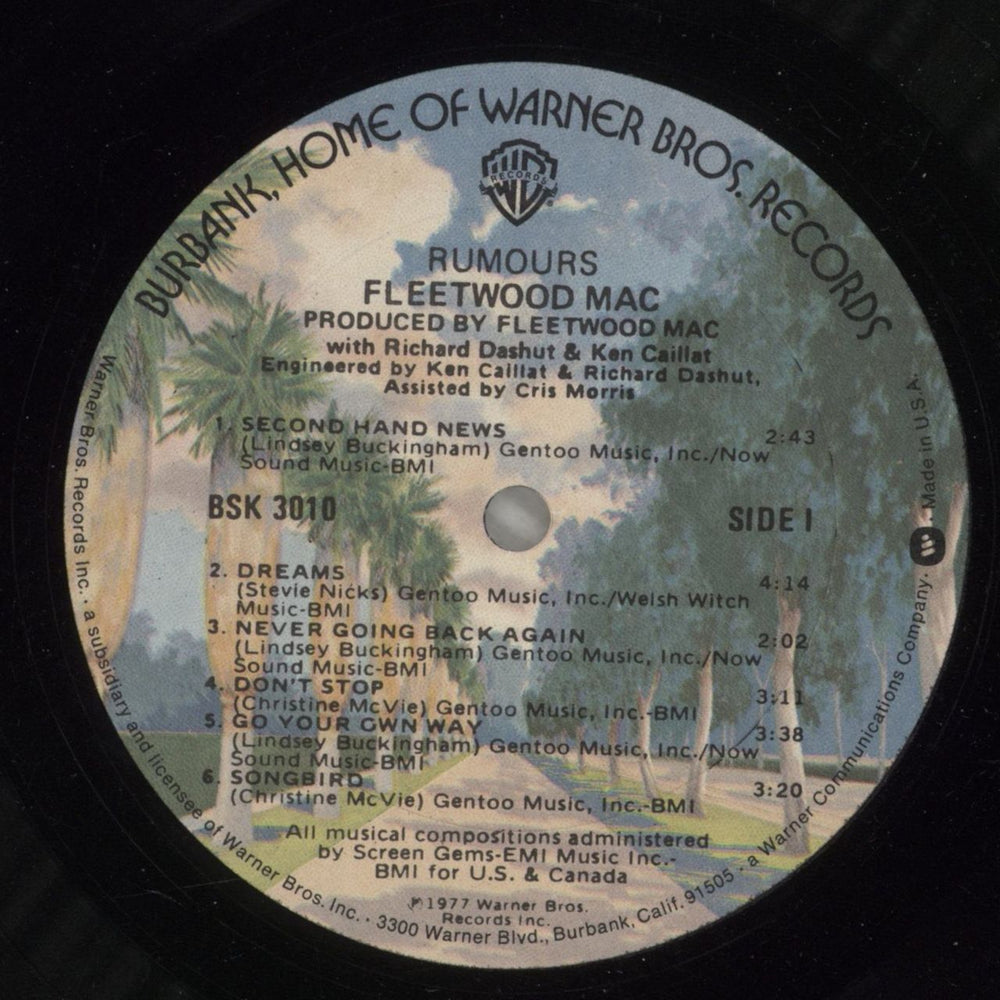 BURBANK, HOME OF WARNER BROS. RECORDS
W
RECORDS
®
RUMOURS
FLEETWOOD MAC
PRODUCED BY FLEETWOOD MAC
with Richard Dashut & Ken Caillat
Engineered by Ken Caillat & Richard Dashut,
Assisted by Cris Morris
1. SECOND HAND NEWS 2:43
(Lindsey Buckingham) Gentoo Music, Inc./Now
Sound Music-BMI
BSK 3010 SIDE 1
2. DREAMS 4:14
(Stevie Nicks) Gentoo Music, Inc./Welsh Witch
Music-BMI
3. NEVER GOING BACK AGAIN 2:02
(Lindsey Buckingham) Gentoo Music, Inc./Now
Sound Music-BMI
4. DON'T STOP 3:11
(Christine McVie) Gentoo Music, Inc.-BMI
5. GO YOUR OWN WAY 3:38
(Lindsey Buckingham) Gentoo Music, Inc./Now
Sound Music-BMI
6. SONGBIRD 3:20
(Christine McVie) Gentoo Music, Inc.-BMI
All musical compositions administered
by Screen Gems-EMI Music Inc.-
BMI for U.S. & Canada
℗1977 Warner Bros.
Records Inc.
Warner Bros. Records Inc. · a subsidiary and licensee of Warner Bros. Inc. · 3300 Warner Blvd., Burbank, Calif. 91505 · a Warner Communications Company · Made in U.S.A.